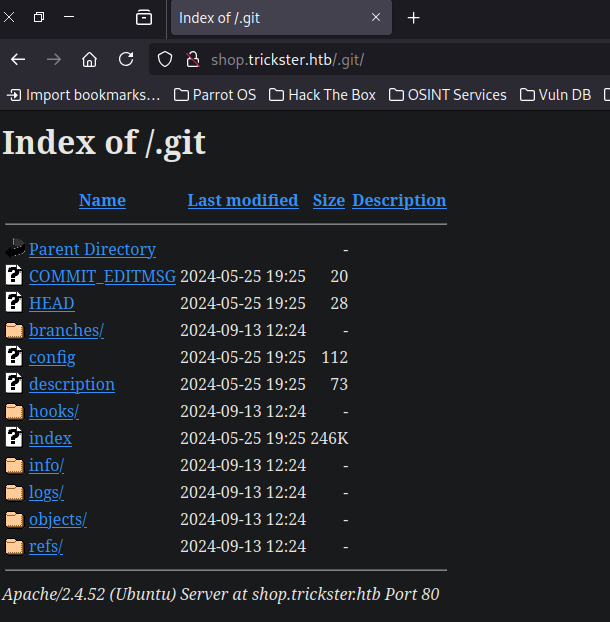 Index of /.git
shop.trickster.htb/.git/
Import bookmarks... Parrot OS Hack The Box OSINT Services Vuln DB
Index of /.git
Name Last modified Size Description
Parent Directory -
COMMIT_EDITMSG 2024-05-25 19:25 20
HEAD 2024-05-25 19:25 28
branches/ 2024-09-13 12:24 -
config 2024-05-25 19:25 112
description 2024-05-25 19:25 73
hooks/ 2024-09-13 12:24 -
index 2024-05-25 19:25 246K
info/ 2024-09-13 12:24 -
logs/ 2024-09-13 12:24 -
objects/ 2024-09-13 12:24 -
refs/ 2024-09-13 12:24 -
Apache/2.4.52 (Ubuntu) Server at shop.trickster.htb Port 80